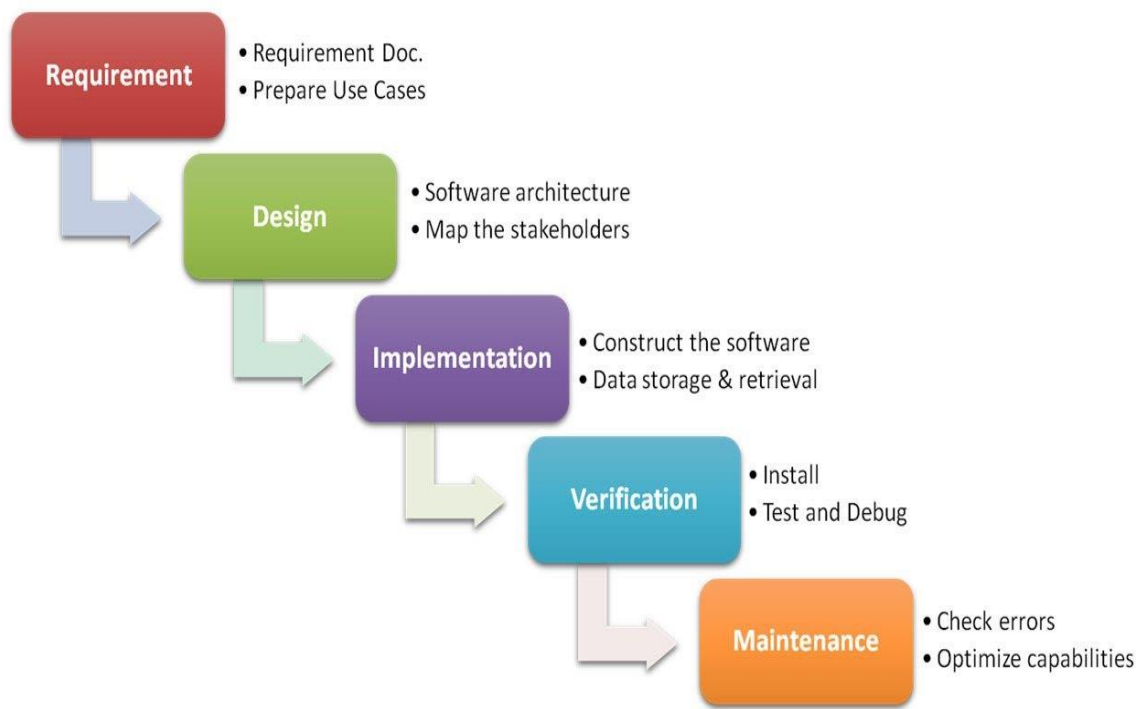 Requirement
• Requirement Doc.
• Prepare Use Cases
Design
• Software architecture
• Map the stakeholders
Implementation
• Construct the software
• Data storage & retrieval
Verification
• Install
• Test and Debug
Maintenance
• Check errors
• Optimize capabilities